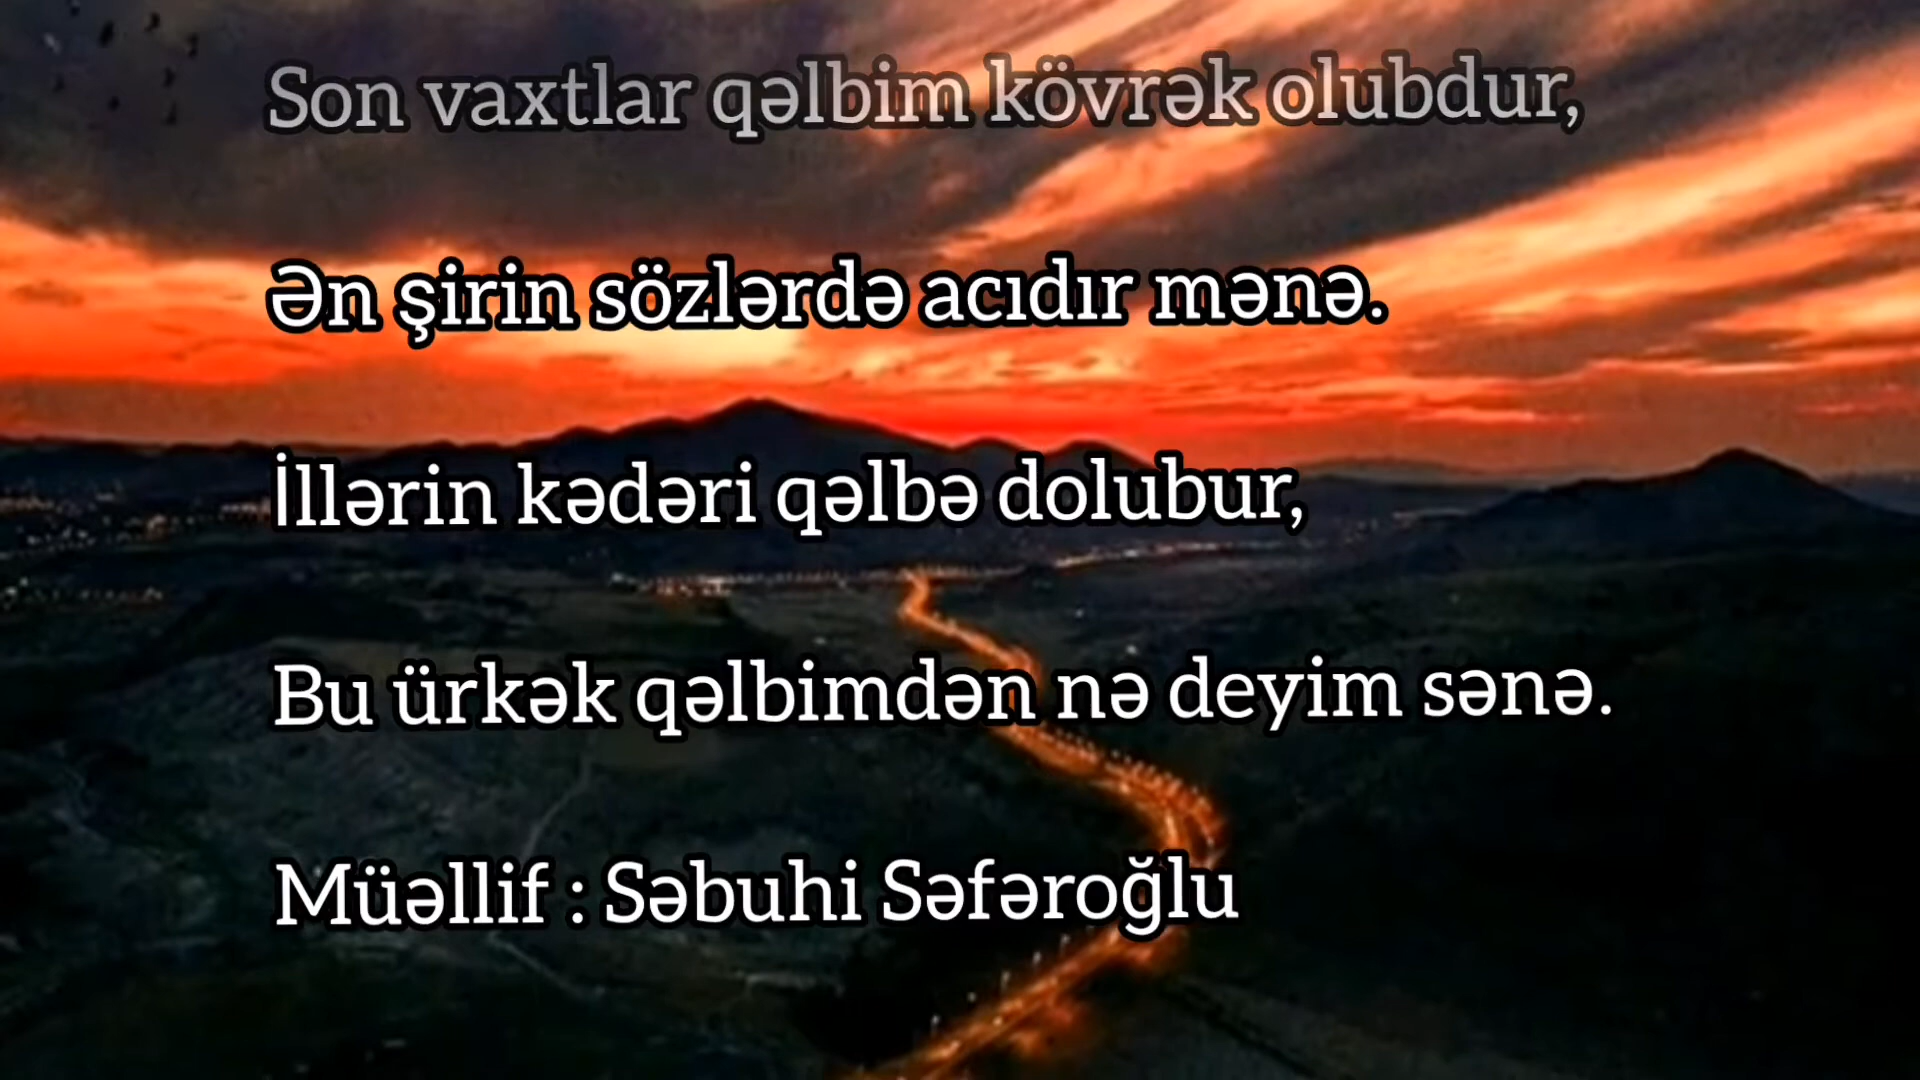 Son vaxtlar qəlbim kövrək olubdur,
Ən şirin sözlərdə acıdır mənə.
İllərin kədəri qəlbə dolubur,
Bu ürkək qəlbimdən nə deyim sənə.
Müəllif : Səbuhi Səfəroğlu